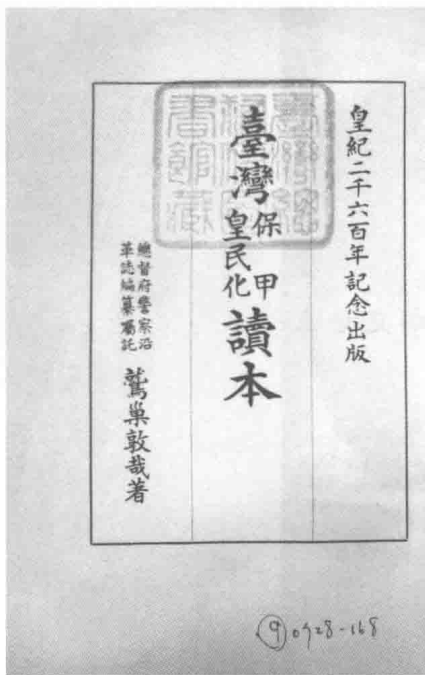 皇紀二千六百年記念出版
臺灣保甲皇民化讀本
總督府警察沿
革誌編纂屬託
鷲巢敦哉著
⑨0928-168